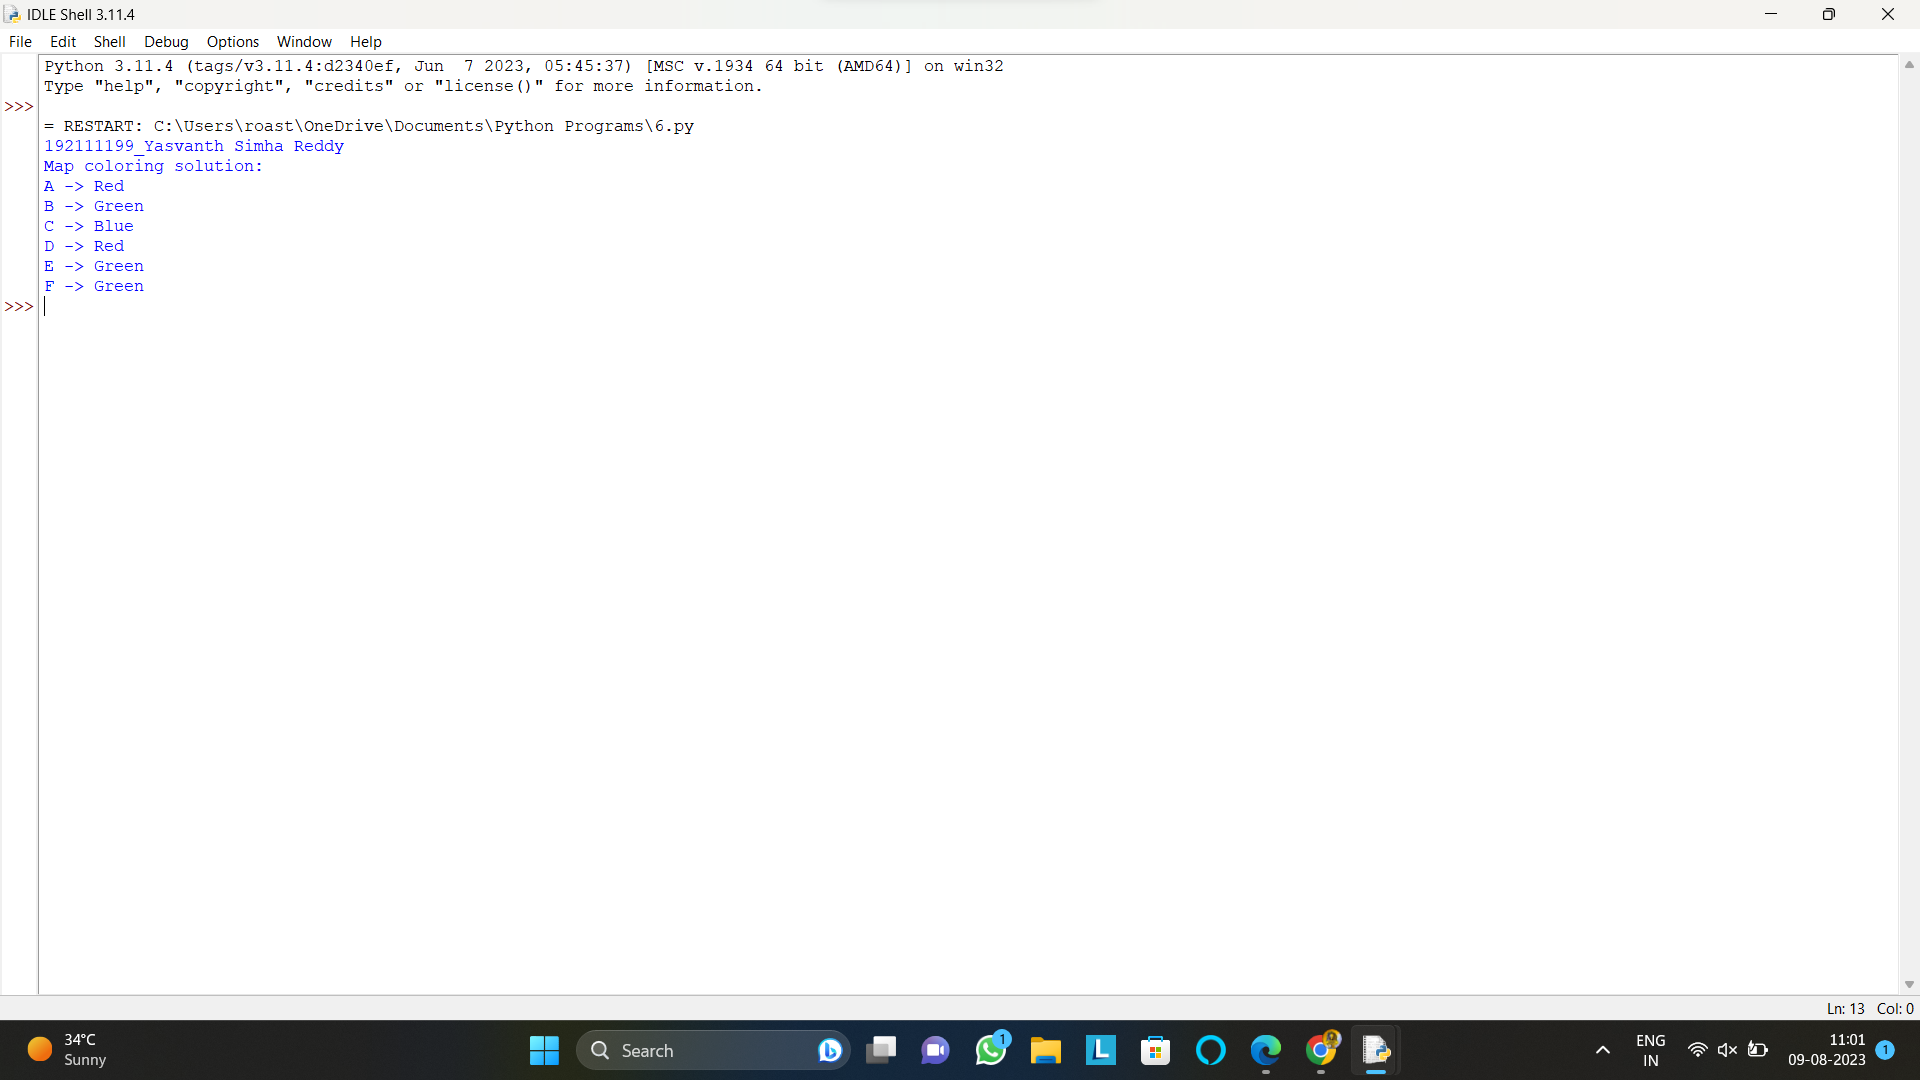 IDLE Shell 3.11.4
File Edit Shell Debug Options Window Help
Python 3.11.4 (tags/v3.11.4:d2340ef, Jun  7 2023, 05:45:37) [MSC v.1934 64 bit (AMD64)] on win32
Type "help", "copyright", "credits" or "license()" for more information.
>>>
= RESTART: C:\Users\roast\OneDrive\Documents\Python Programs\6.py
192111199_Yasvanth Simha Reddy
Map coloring solution:
A -> Red
B -> Green
C -> Blue
D -> Red
E -> Green
F -> Green
>>>
Ln: 13 Col: 0
34°C
Sunny
Search
1
L
ENG
IN
11:01
09-08-2023
1